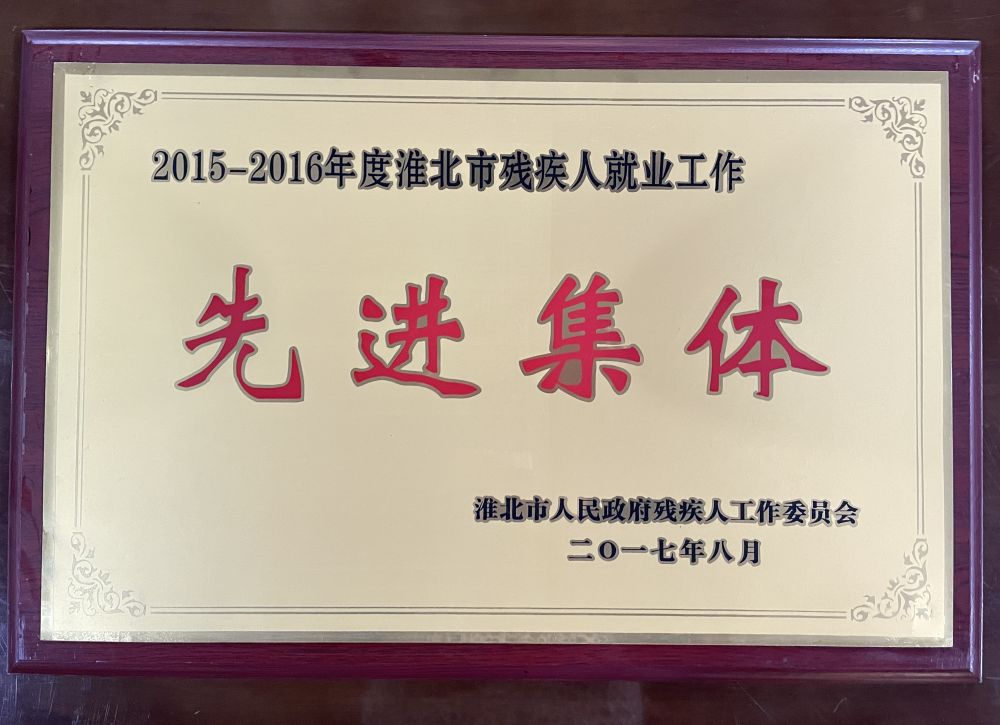 2015-2016年度淮北市残疾人就业工作
先进集体
淮北市人民政府残疾人工作委员会
二O一七年八月